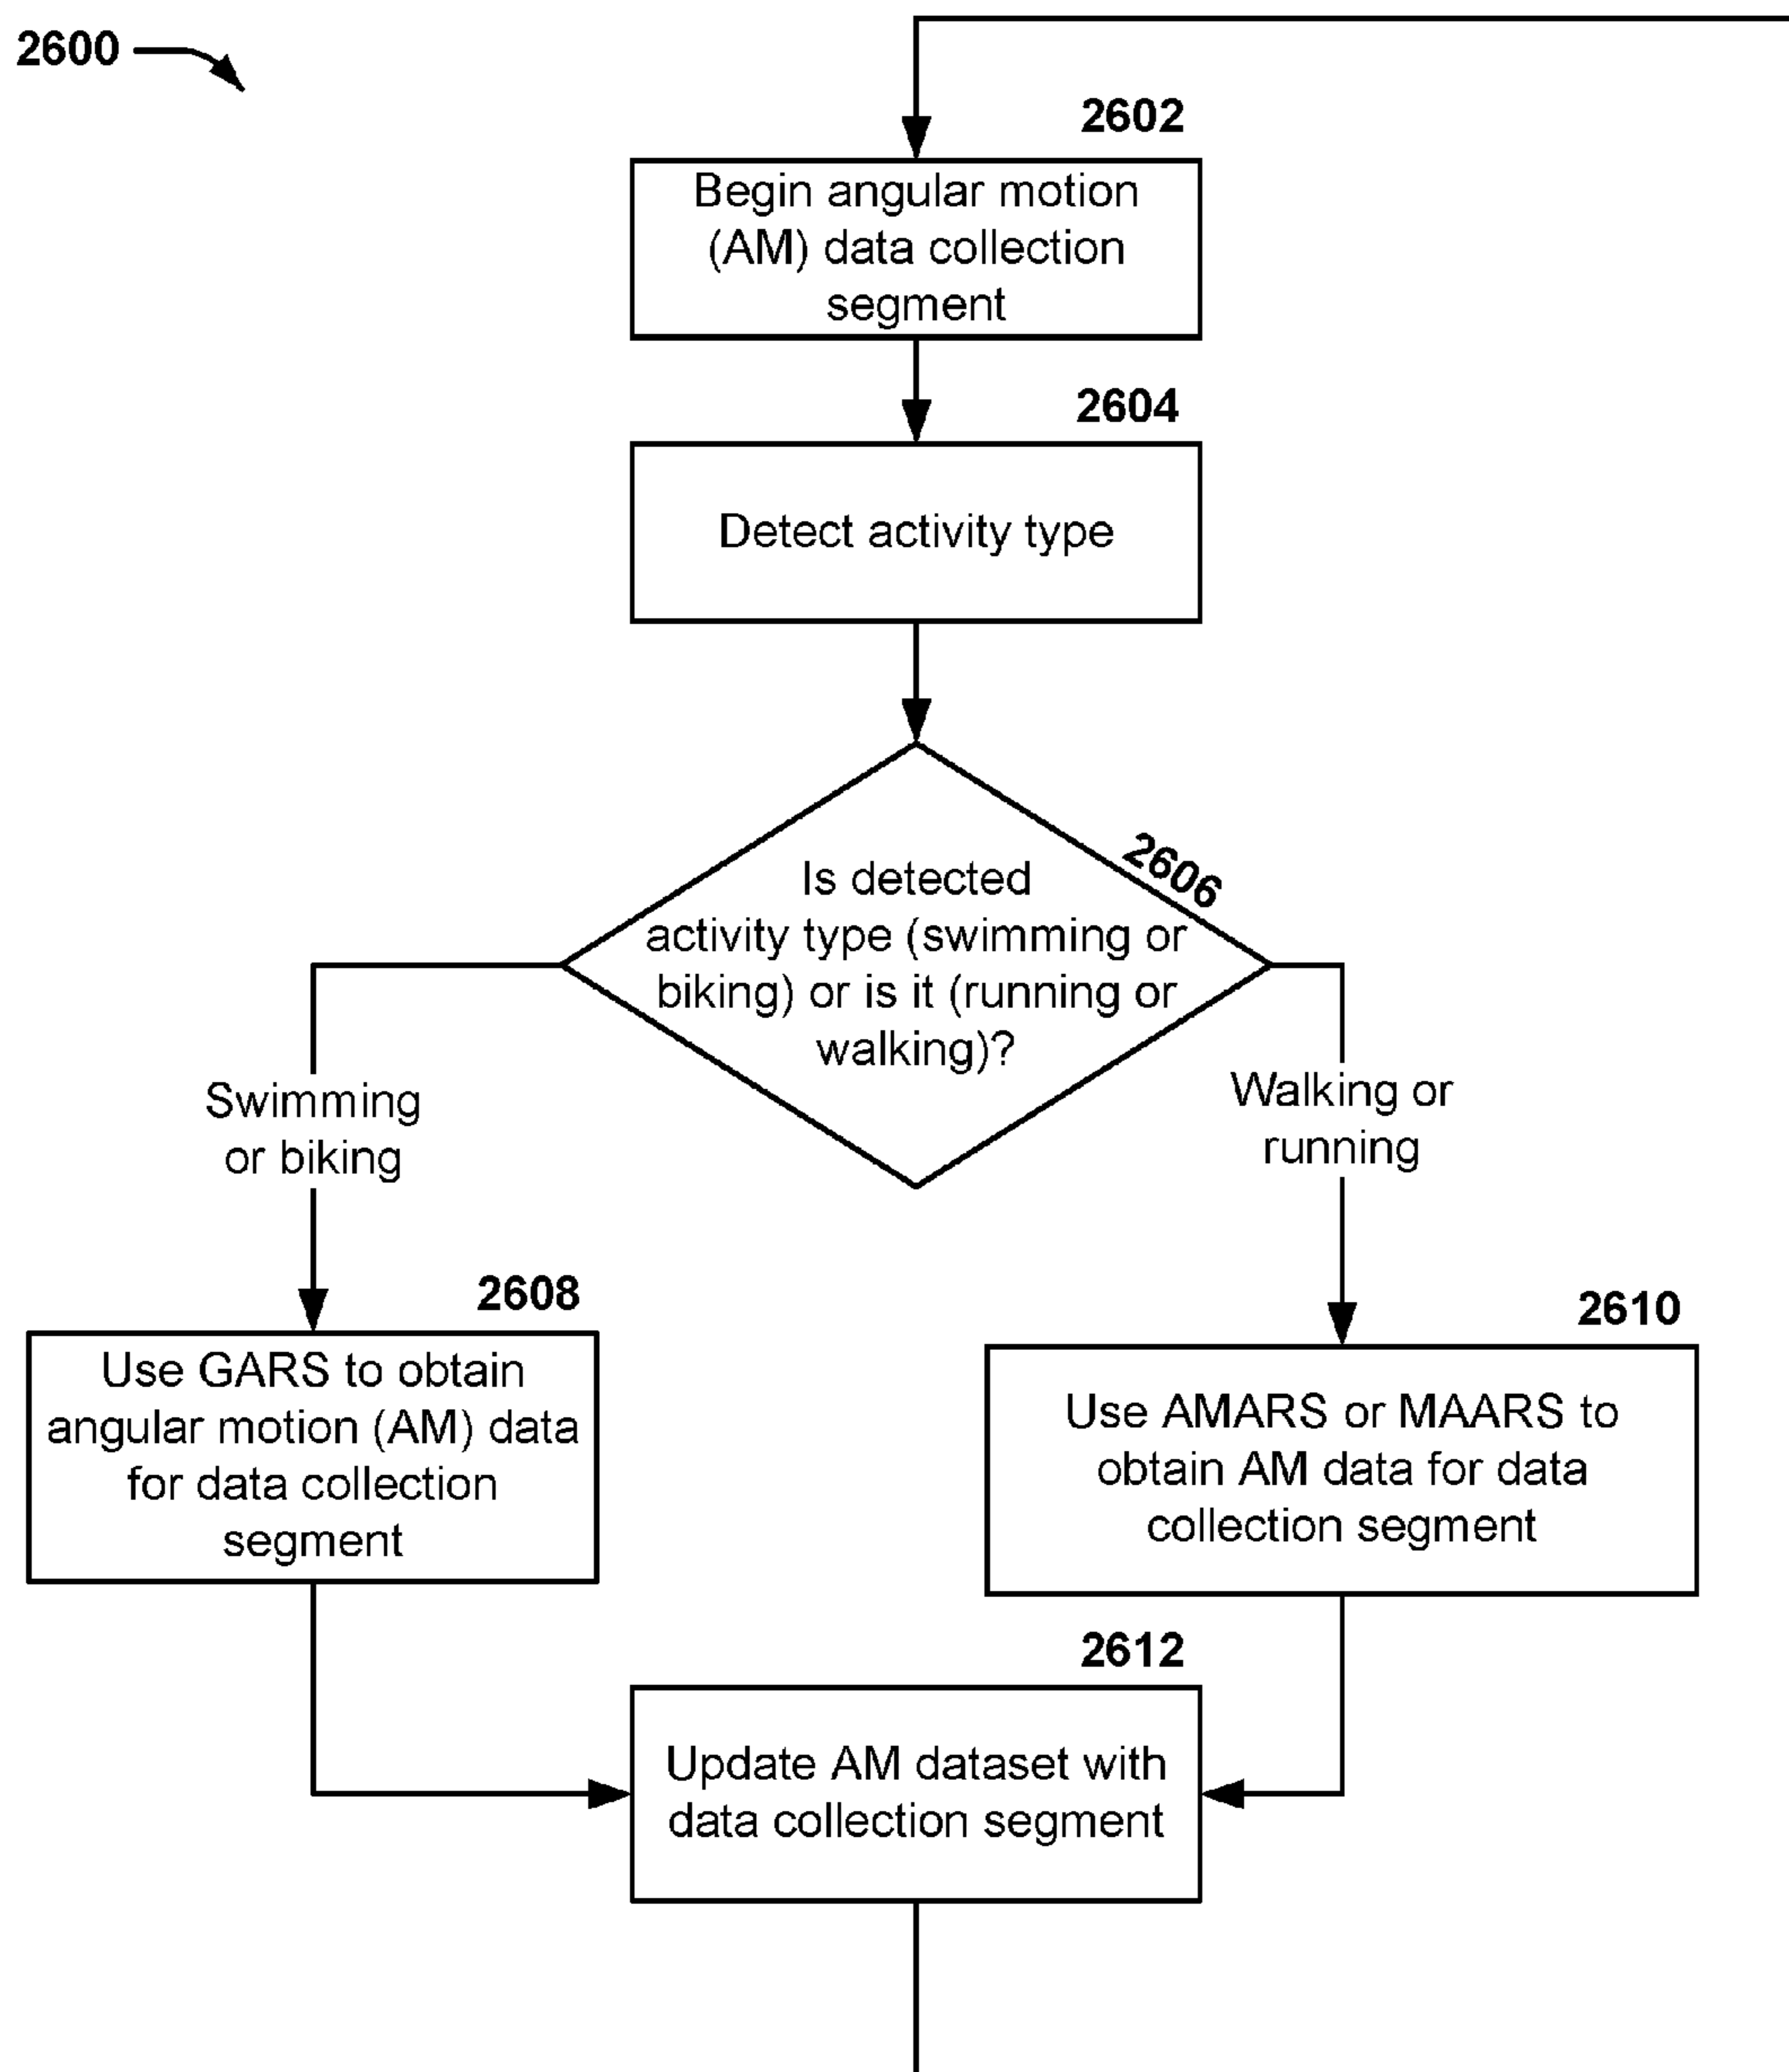 2600
2602
Begin angular motion
(AM) data collection
segment
2604
Detect activity type
2606
Is detected
activity type (swimming or
biking) or is it (running or
walking)?
Swimming
or biking
Walking or
running
2608
Use GARS to obtain
angular motion (AM) data
for data collection
segment
2610
Use AMARS or MAARS to
obtain AM data for data
collection segment
2612
Update AM dataset with
data collection segment